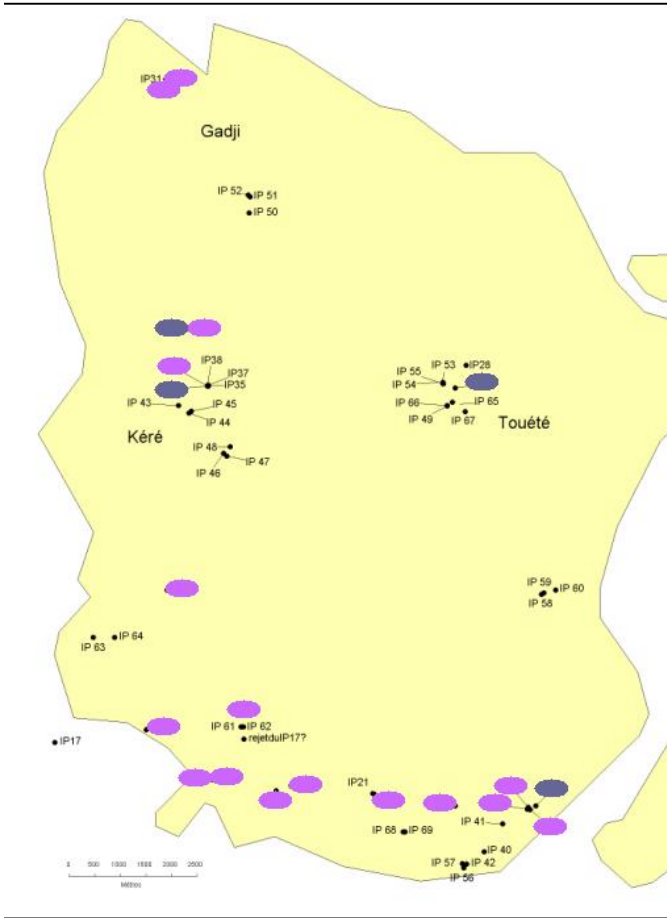 IP31
Gadji
IP 52
IP 51
IP 50
IP38
IP37
IP35
IP 43
IP 45
IP 44
Kéré
IP 48
IP 47
IP 46
IP 53
IP28
IP 55
IP 54
IP 66
IP 65
IP 49
IP 67
Touété
IP 59
IP 60
IP 58
IP 63
IP 64
IP17
IP 61
IP 62
rejetduIP17?
IP21
IP 68
IP 69
IP 41
IP 40
IP 57
IP 42
IP 56
0 500 1000 1500 2000 2500
Mètres